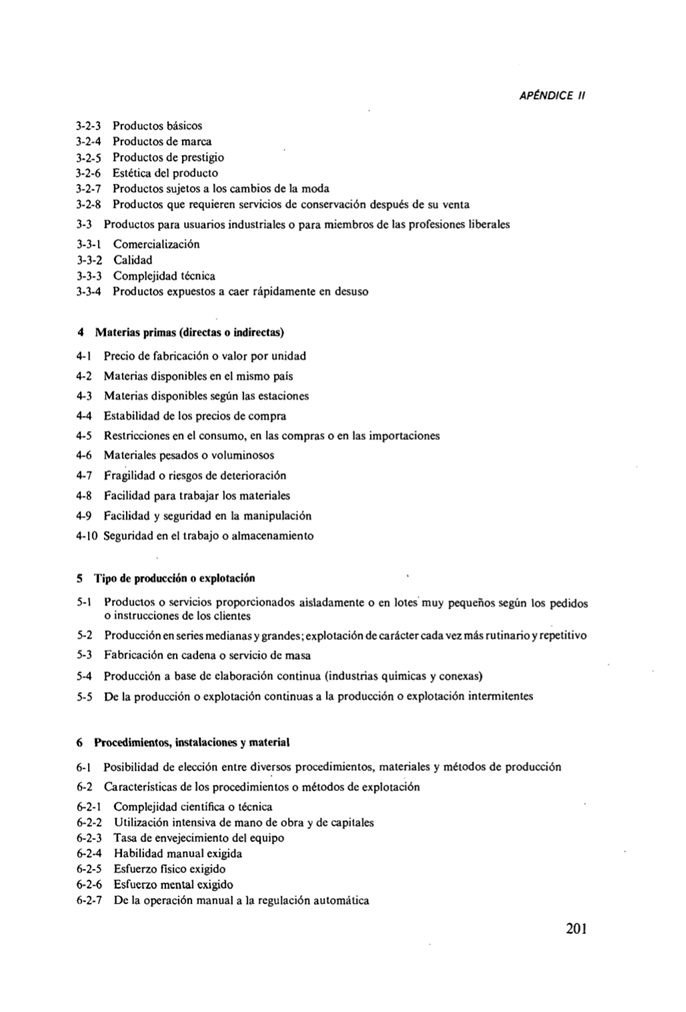 APÉNDICE II
3-2-3 Productos básicos
3-2-4 Productos de marca
3-2-5 Productos de prestigio
3-2-6 Estética del producto
3-2-7 Productos sujetos a los cambios de la moda
3-2-8 Productos que requieren servicios de conservación después de su venta
3-3 Productos para usuarios industriales o para miembros de las profesiones liberales
3-3-1 Comercialización
3-3-2 Calidad
3-3-3 Complejidad técnica
3-3-4 Productos expuestos a caer rápidamente en desuso
4 Materias primas (directas o indirectas)
4-1 Precio de fabricación o valor por unidad
4-2 Materias disponibles en el mismo país
4-3 Materias disponibles según las estaciones
4-4 Estabilidad de los precios de compra
4-5 Restricciones en el consumo, en las compras o en las importaciones
4-6 Materiales pesados o voluminosos
4-7 Fragilidad o riesgos de deterioración
4-8 Facilidad para trabajar los materiales
4-9 Facilidad y seguridad en la manipulación
4-10 Seguridad en el trabajo o almacenamiento
5 Tipo de producción o explotación
5-1 Productos o servicios proporcionados aisladamente o en lotes muy pequeños según los pedidos
o instrucciones de los clientes
5-2 Producción en series medianas y grandes; explotación de carácter cada vez más rutinario y repetitivo
5-3 Fabricación en cadena o servicio de masa
5-4 Producción a base de elaboración continua (industrias químicas y conexas)
5-5 De la producción o explotación continuas a la producción o explotación intermitentes
6 Procedimientos, instalaciones y material
6-1 Posibilidad de elección entre diversos procedimientos, materiales y métodos de producción
6-2 Características de los procedimientos o métodos de explotación
6-2-1 Complejidad científica o técnica
6-2-2 Utilización intensiva de mano de obra y de capitales
6-2-3 Tasa de envejecimiento del equipo
6-2-4 Habilidad manual exigida
6-2-5 Esfuerzo físico exigido
6-2-6 Esfuerzo mental exigido
6-2-7 De la operación manual a la regulación automática
201